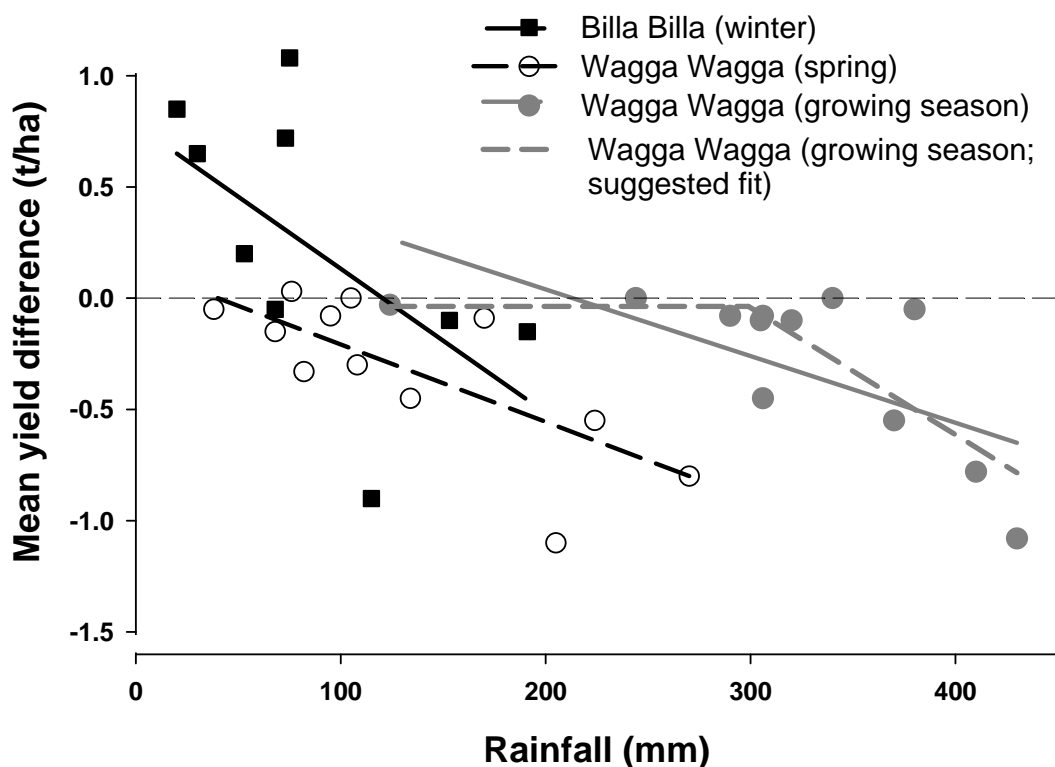 Billa Billa (winter)
Wagga Wagga (spring)
Wagga Wagga (growing season)
Wagga Wagga (growing season;
suggested fit)
Mean yield difference (t/ha)
1.0
0.5
0.0
-0.5
-1.0
-1.5
0
100
200
300
400
Rainfall (mm)